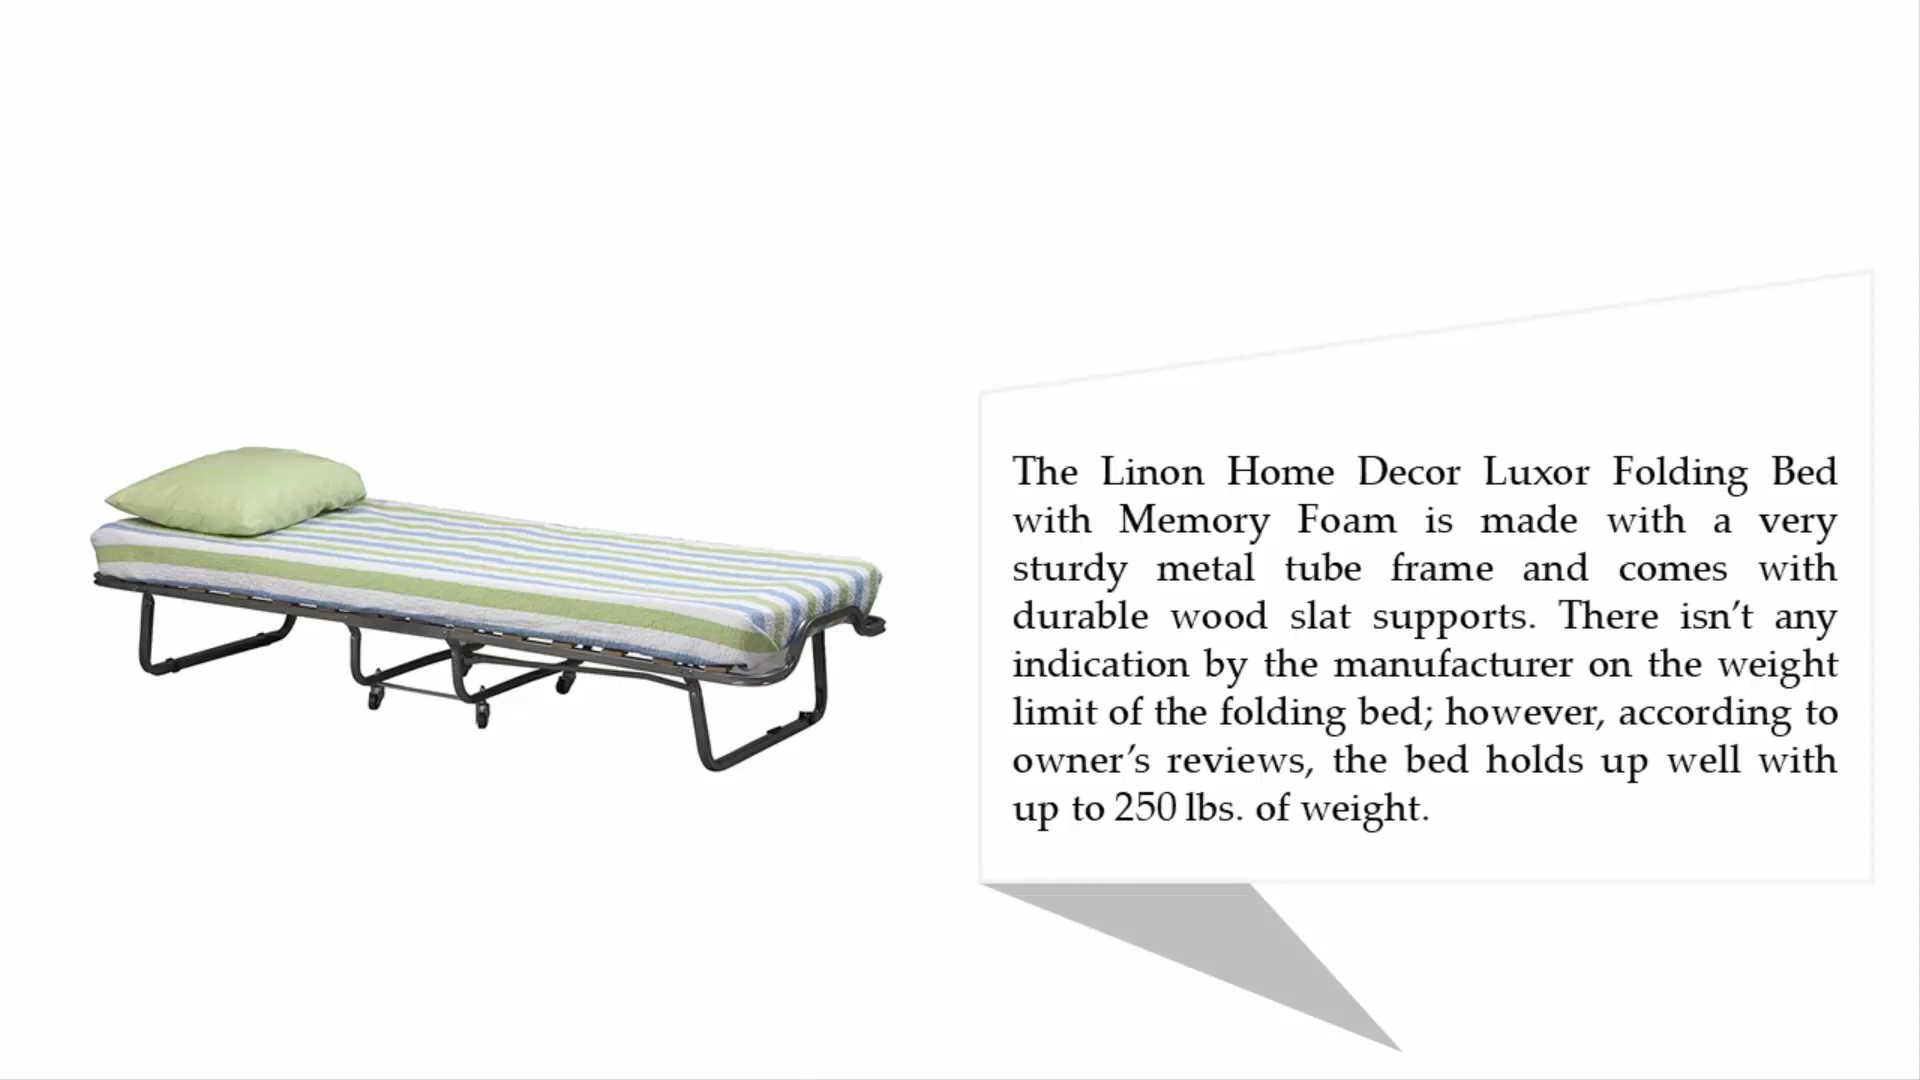 The Linon Home Decor Luxor Folding Bed
with Memory Foam is made with a very
sturdy metal tube frame and comes with
durable wood slat supports. There isn’t any
indication by the manufacturer on the weight
limit of the folding bed; however, according to
owner’s reviews, the bed holds up well with
up to 250 lbs. of weight.